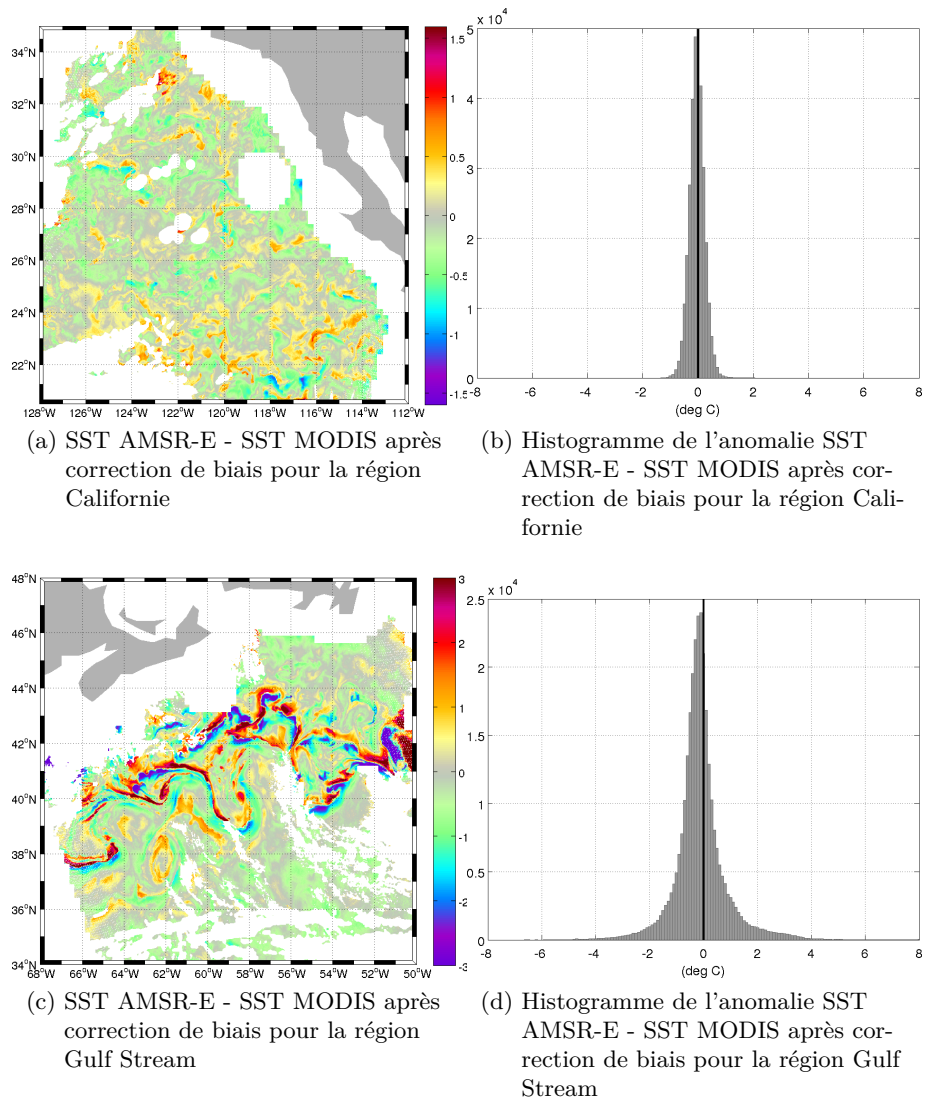 34°N
32°N
30°N
28°N
26°N
24°N
22°N
128°W 126°W 124°W 122°W 120°W 118°W 116°W 114°W 112°W
1.5
1
0.5
0
-0.5
-1
-1.5
x 10⁴
5
4
3
2
1
0
-8 -6 -4 -2 0 2 4 6 8
(deg C)
(a) SST AMSR-E - SST MODIS après
correction de biais pour la région
Californie
(b) Histogramme de l'anomalie SST
AMSR-E - SST MODIS après cor-
rection de biais pour la région Cali-
fornie
48°N
46°N
44°N
42°N
40°N
38°N
36°N
34°N
68°W 66°W 64°W 62°W 60°W 58°W 56°W 54°W 52°W 50°W
3
2
1
0
-1
-2
-3
x 10⁴
2.5
2
1.5
1
0.5
0
-8 -6 -4 -2 0 2 4 6 8
(deg C)
(c) SST AMSR-E - SST MODIS après
correction de biais pour la région
Gulf Stream
(d) Histogramme de l'anomalie SST
AMSR-E - SST MODIS après cor-
rection de biais pour la région Gulf
Stream